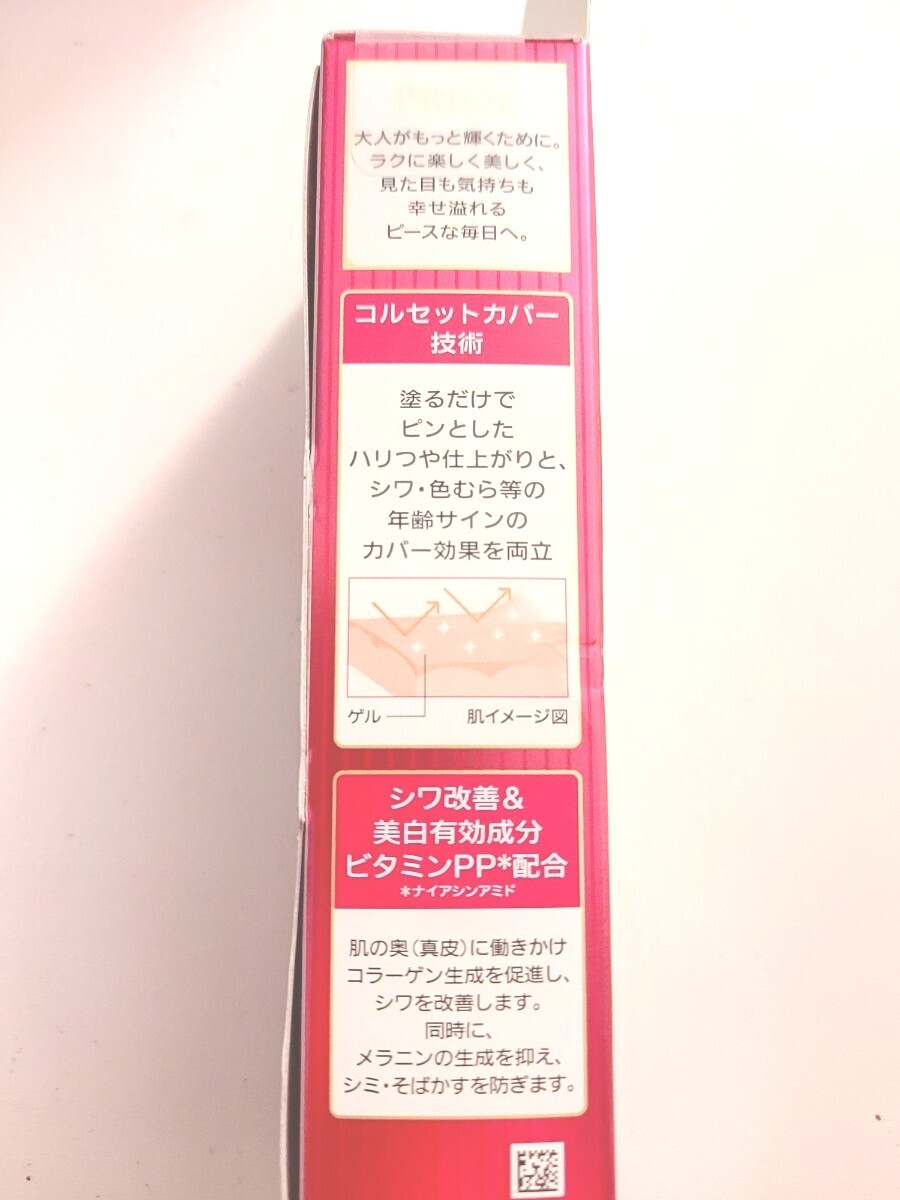 大人がもっと輝くために。
ラクに楽しく美しく、
見た目も気持ちも
幸せ溢れる
ピースな毎日へ。
コルセットカバー
技術
塗るだけで
ピンとした
ハリつや仕上がりと、
シワ・色むら等の
年齢サインの
カバー効果を両立
ゲル
肌イメージ図
シワ改善&
美白有効成分
ビタミンPP*配合
*ナイアシンアミド
肌の奥(真皮)に働きかけ
コラーゲン生成を促進し、
シワを改善します。
同時に、
メラニンの生成を抑え、
シミ・そばかすを防ぎます。